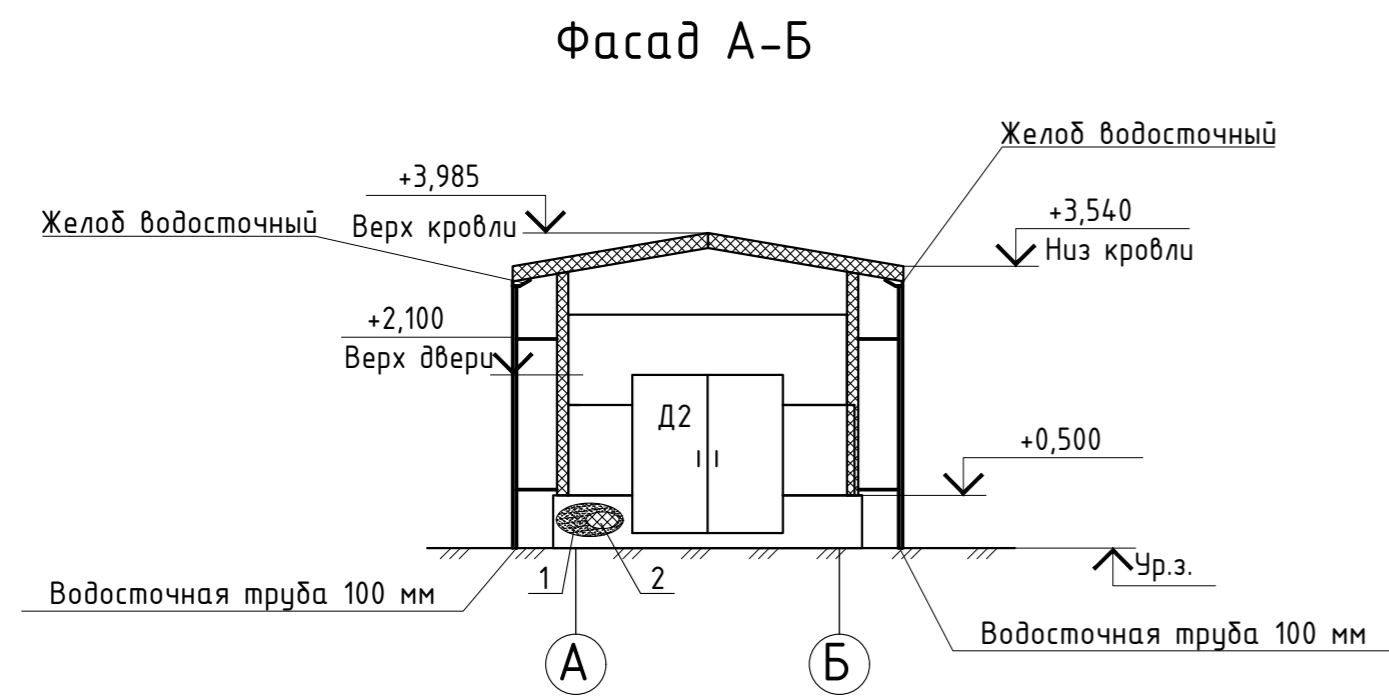 Фасад А-Б
Желоб водосточный
+3,985
Верх кровли
+3,540
Низ кровли
Желоб водосточный
+2,100
Верх двери
Д2
+0,500
Ур.з.
1
2
Водосточная труба 100 мм
Водосточная труба 100 мм
А
Б